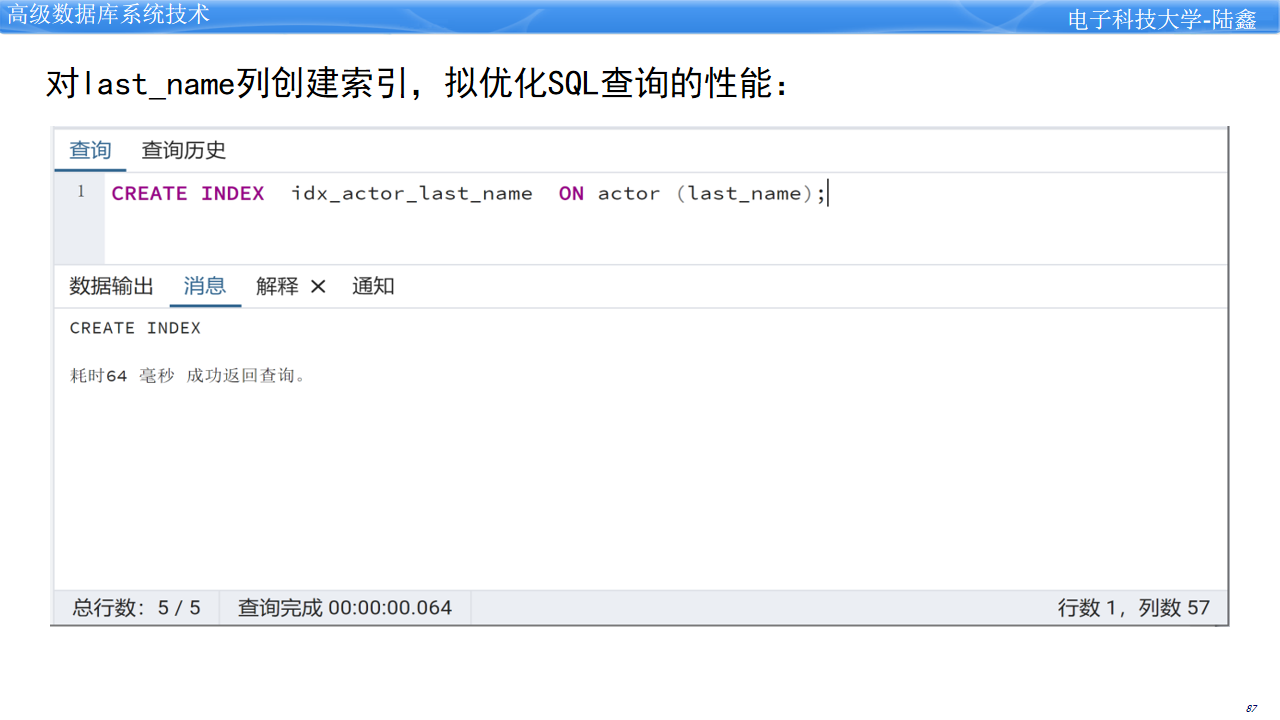 高级数据库系统技术
电子科技大学-陆鑫
对last_name列创建索引，拟优化SQL查询的性能：
查询 查询历史
1 CREATE INDEX idx_actor_last_name ON actor (last_name);
数据输出 消息 解释 × 通知
CREATE INDEX
耗时64 毫秒 成功返回查询。
总行数：5 / 5 查询完成 00:00:00.064 行数 1，列数 57
87